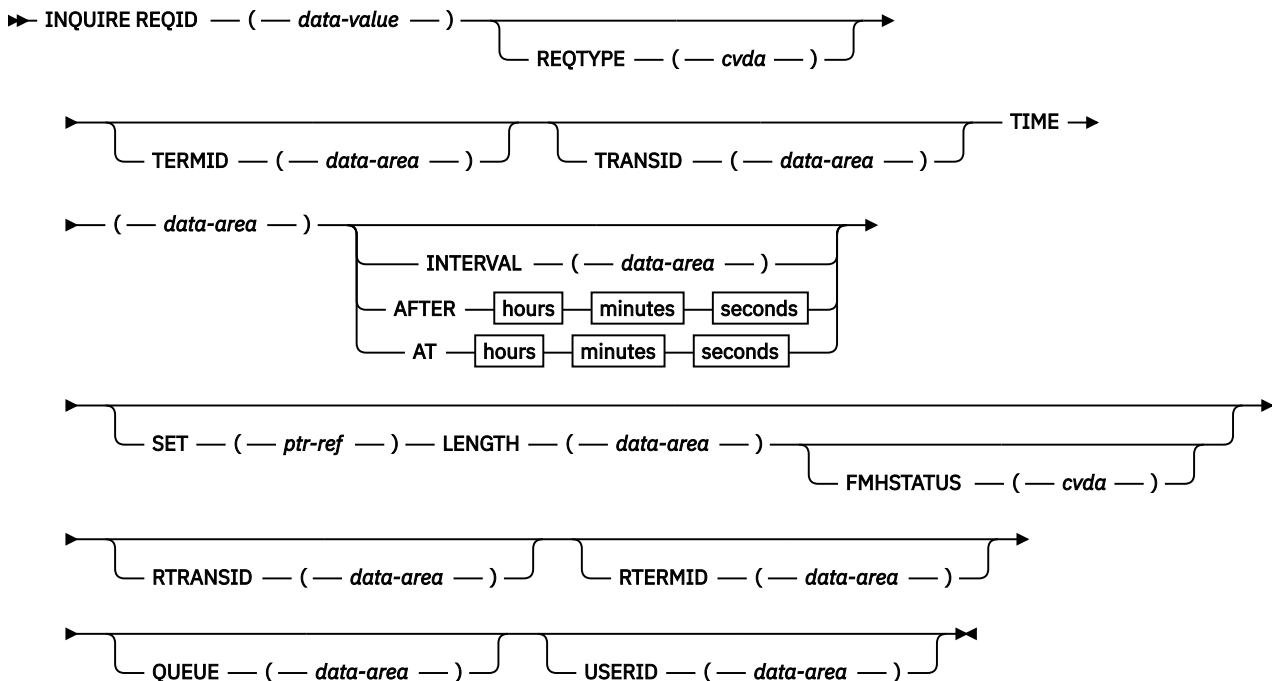 INQUIRE REQID ( data-value )
REQTYPE ( cvda )
TERMID ( data-area ) TRANSID ( data-area ) TIME
( data-area )
INTERVAL ( data-area )
AFTER hours minutes seconds
AT hours minutes seconds
SET ( ptr-ref ) LENGTH ( data-area )
FMHSTATUS ( cvda )
RTRANSID ( data-area ) RTERMID ( data-area )
QUEUE ( data-area ) USERID ( data-area )